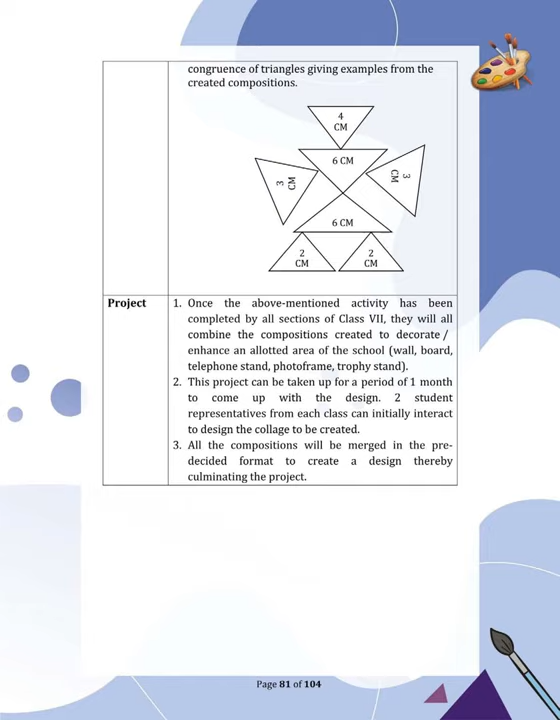 congruence of triangles giving examples from the
created compositions.
4
CM
6 CM
3
CM
3
CM
6 CM
2
CM
2
CM
Project
1. Once the above-mentioned activity has been
completed by all sections of Class VII, they will all
combine the compositions created to decorate /
enhance an allotted area of the school (wall, board,
telephone stand, photoframe, trophy stand).
2. This project can be taken up for a period of 1 month
to come up with the design. 2 student
representatives from each class can initially interact
to design the collage to be created.
3. All the compositions will be merged in the pre-
decided format to create a design thereby
culminating the project.
Page 81 of 104